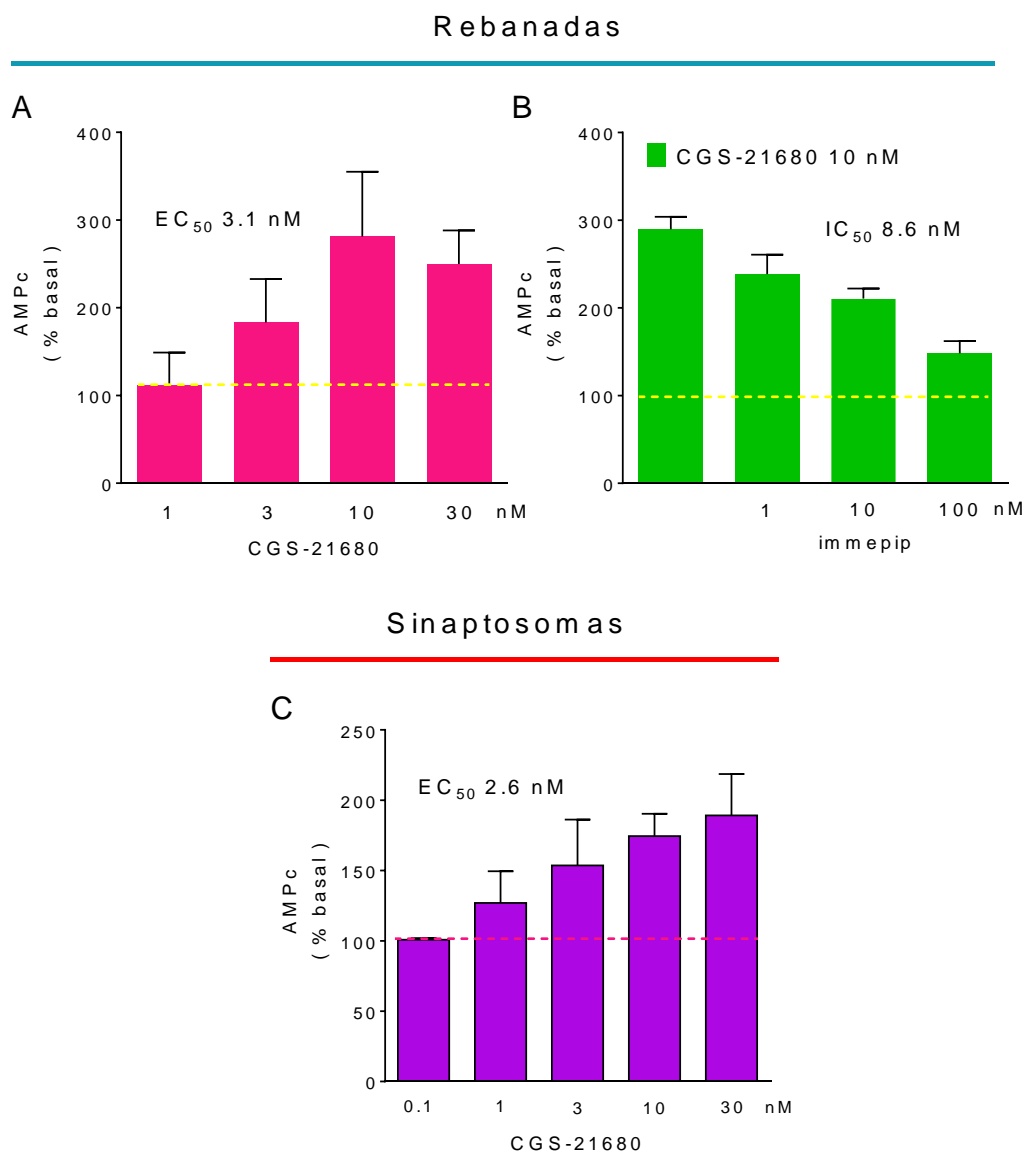 Rebanadas
A
AMPc
(% basal)
400
300
200
100
0
EC50 3.1 nM
1 3 10 30 nM
CGS-21680
B
AMPc
(% basal)
400
300
200
100
0
CGS-21680 10 nM
IC50 8.6 nM
1 10 100 nM
immepip
Sinaptosomas
C
AMPc
(% basal)
250
200
150
100
50
0
EC50 2.6 nM
0.1 1 3 10 30 nM
CGS-21680